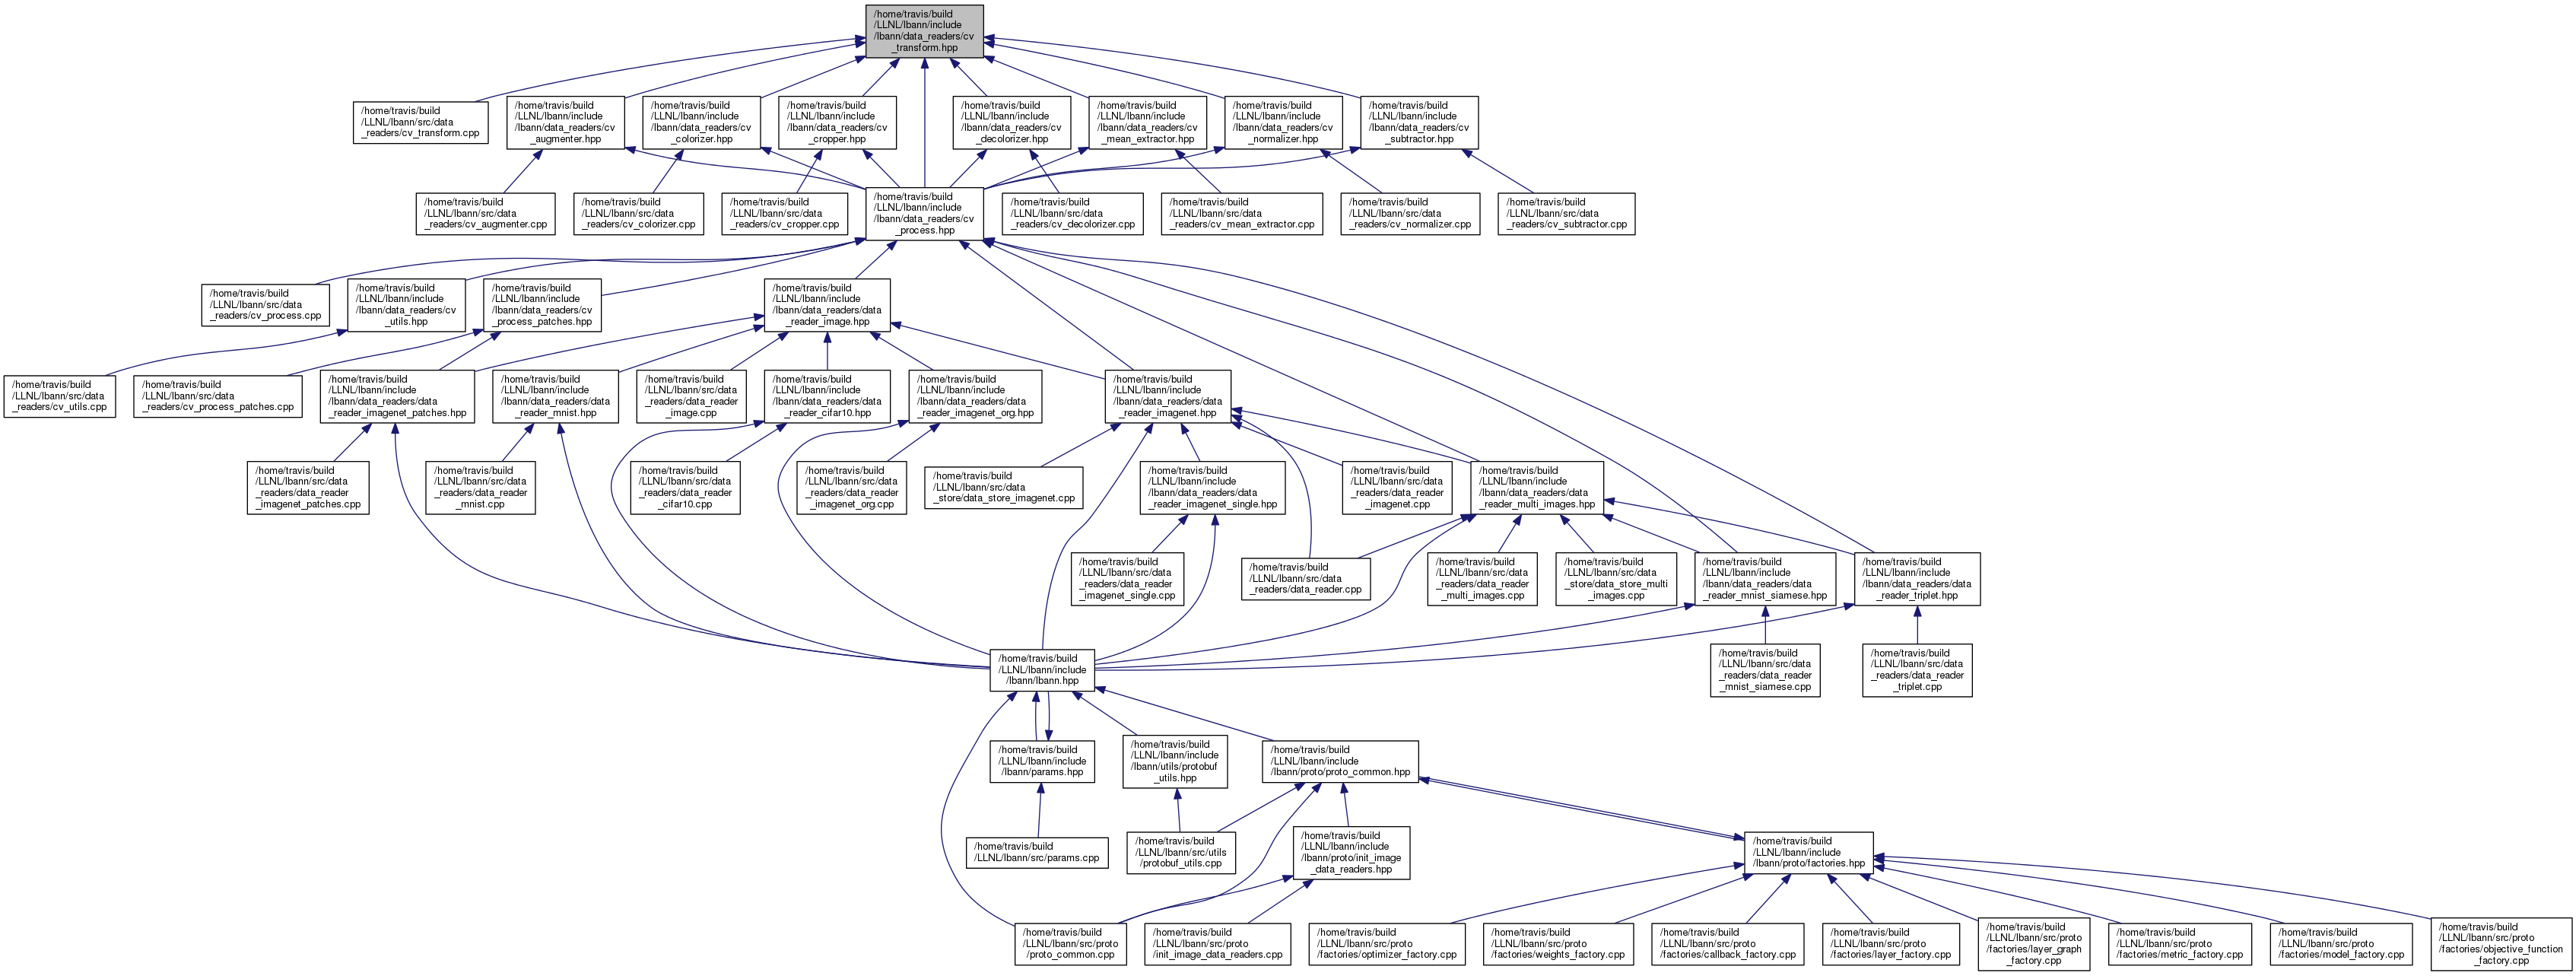 /home/travis/build
/LLNL/lbann/include
/lbann/data_readers/cv
_transform.hpp
/home/travis/build
/LLNL/lbann/src/data
_readers/cv_transform.cpp
/home/travis/build
/LLNL/lbann/include
/lbann/data_readers/cv
_augmenter.hpp
/home/travis/build
/LLNL/lbann/include
/lbann/data_readers/cv
_colorizer.hpp
/home/travis/build
/LLNL/lbann/include
/lbann/data_readers/cv
_cropper.hpp
/home/travis/build
/LLNL/lbann/include
/lbann/data_readers/cv
_decolorizer.hpp
/home/travis/build
/LLNL/lbann/include
/lbann/data_readers/cv
_mean_extractor.hpp
/home/travis/build
/LLNL/lbann/include
/lbann/data_readers/cv
_normalizer.hpp
/home/travis/build
/LLNL/lbann/include
/lbann/data_readers/cv
_subtractor.hpp
/home/travis/build
/LLNL/lbann/src/data
_readers/cv_augmenter.cpp
/home/travis/build
/LLNL/lbann/src/data
_readers/cv_colorizer.cpp
/home/travis/build
/LLNL/lbann/src/data
_readers/cv_cropper.cpp
/home/travis/build
/LLNL/lbann/include
/lbann/data_readers/cv
_process.hpp
/home/travis/build
/LLNL/lbann/src/data
_readers/cv_decolorizer.cpp
/home/travis/build
/LLNL/lbann/src/data
_readers/cv_mean_extractor.cpp
/home/travis/build
/LLNL/lbann/src/data
_readers/cv_normalizer.cpp
/home/travis/build
/LLNL/lbann/src/data
_readers/cv_subtractor.cpp
/home/travis/build
/LLNL/lbann/src/data
_readers/cv_process.cpp
/home/travis/build
/LLNL/lbann/include
/lbann/data_readers/cv
_utils.hpp
/home/travis/build
/LLNL/lbann/include
/lbann/data_readers/cv
_process_patches.hpp
/home/travis/build
/LLNL/lbann/include
/lbann/data_readers/data
_reader_image.hpp
/home/travis/build
/LLNL/lbann/src/data
_readers/cv_utils.cpp
/home/travis/build
/LLNL/lbann/src/data
_readers/cv_process_patches.cpp
/home/travis/build
/LLNL/lbann/include
/lbann/data_readers/data
_reader_imagenet_patches.hpp
/home/travis/build
/LLNL/lbann/include
/lbann/data_readers/data
_reader_mnist.hpp
/home/travis/build
/LLNL/lbann/src/data
_readers/data_reader
_image.cpp
/home/travis/build
/LLNL/lbann/include
/lbann/data_readers/data
_reader_cifar10.hpp
/home/travis/build
/LLNL/lbann/include
/lbann/data_readers/data
_reader_imagenet_org.hpp
/home/travis/build
/LLNL/lbann/include
/lbann/data_readers/data
_reader_imagenet.hpp
/home/travis/build
/LLNL/lbann/src/data
_readers/data_reader
_imagenet_patches.cpp
/home/travis/build
/LLNL/lbann/src/data
_readers/data_reader
_mnist.cpp
/home/travis/build
/LLNL/lbann/src/data
_readers/data_reader
_cifar10.cpp
/home/travis/build
/LLNL/lbann/src/data
_readers/data_reader
_imagenet_org.cpp
/home/travis/build
/LLNL/lbann/src/data
_store/data_store_imagenet.cpp
/home/travis/build
/LLNL/lbann/include
/lbann/data_readers/data
_reader_imagenet_single.hpp
/home/travis/build
/LLNL/lbann/src/data
_readers/data_reader
_imagenet.cpp
/home/travis/build
/LLNL/lbann/include
/lbann/data_readers/data
_reader_multi_images.hpp
/home/travis/build
/LLNL/lbann/src/data
_readers/data_reader
_imagenet_single.cpp
/home/travis/build
/LLNL/lbann/src/data
_readers/data_reader.cpp
/home/travis/build
/LLNL/lbann/src/data
_readers/data_reader
_multi_images.cpp
/home/travis/build
/LLNL/lbann/src/data
_store/data_store_multi
_images.cpp
/home/travis/build
/LLNL/lbann/include
/lbann/data_readers/data
_reader_mnist_siamese.hpp
/home/travis/build
/LLNL/lbann/include
/lbann/data_readers/data
_reader_triplet.hpp
/home/travis/build
/LLNL/lbann/include
/lbann/lbann.hpp
/home/travis/build
/LLNL/lbann/src/data
_readers/data_reader
_mnist_siamese.cpp
/home/travis/build
/LLNL/lbann/src/data
_readers/data_reader
_triplet.cpp
/home/travis/build
/LLNL/lbann/include
/lbann/params.hpp
/home/travis/build
/LLNL/lbann/include
/lbann/utils/protobuf
_utils.hpp
/home/travis/build
/LLNL/lbann/include
/lbann/proto/proto_common.hpp
/home/travis/build
/LLNL/lbann/src/params.cpp
/home/travis/build
/LLNL/lbann/src/utils
/protobuf_utils.cpp
/home/travis/build
/LLNL/lbann/include
/lbann/proto/init_image
_data_readers.hpp
/home/travis/build
/LLNL/lbann/include
/lbann/proto/factories.hpp
/home/travis/build
/LLNL/lbann/src/proto
/proto_common.cpp
/home/travis/build
/LLNL/lbann/src/proto
/init_image_data_readers.cpp
/home/travis/build
/LLNL/lbann/src/proto
/factories/optimizer_factory.cpp
/home/travis/build
/LLNL/lbann/src/proto
/factories/weights_factory.cpp
/home/travis/build
/LLNL/lbann/src/proto
/factories/callback_factory.cpp
/home/travis/build
/LLNL/lbann/src/proto
/factories/layer_factory.cpp
/home/travis/build
/LLNL/lbann/src/proto
/factories/layer_graph
_factory.cpp
/home/travis/build
/LLNL/lbann/src/proto
/factories/metric_factory.cpp
/home/travis/build
/LLNL/lbann/src/proto
/factories/model_factory.cpp
/home/travis/build
/LLNL/lbann/src/proto
/factories/objective_function
_factory.cpp